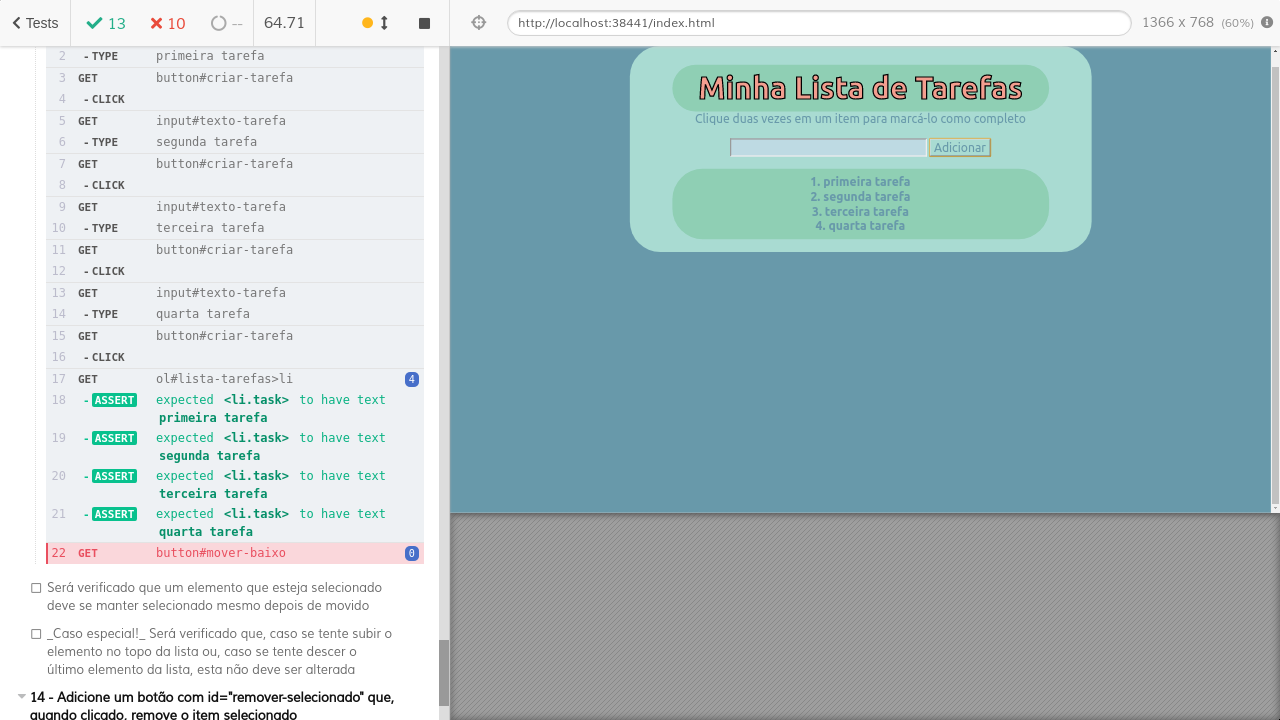 Tests
13
10
--
64.71
http://localhost:38441/index.html
1366 x 768 (60%)
2 - TYPE primeira tarefa
3 GET button#criar-tarefa
4 - CLICK
5 GET input#texto-tarefa
6 - TYPE segunda tarefa
7 GET button#criar-tarefa
8 - CLICK
9 GET input#texto-tarefa
10 - TYPE terceira tarefa
11 GET button#criar-tarefa
12 - CLICK
13 GET input#texto-tarefa
14 - TYPE quarta tarefa
15 GET button#criar-tarefa
16 - CLICK
17 GET ol#lista-tarefas>li 4
18 - ASSERT expected <li.task> to have text
primeira tarefa
19 - ASSERT expected <li.task> to have text
segunda tarefa
20 - ASSERT expected <li.task> to have text
terceira tarefa
21 - ASSERT expected <li.task> to have text
quarta tarefa
22 GET button#mover-baixo 0
Será verificado que um elemento que esteja selecionado
deve se manter selecionado mesmo depois de movido
_Caso especial!_ Será verificado que, caso se tente subir o
elemento no topo da lista ou, caso se tente descer o
último elemento da lista, esta não deve ser alterada
14 - Adicione um botão com id="remover-selecionado" que,
quando clicado, remove o item selecionado
Minha Lista de Tarefas
Clique duas vezes em um item para marcá-lo como completo
Adicionar
1. primeira tarefa
2. segunda tarefa
3. terceira tarefa
4. quarta tarefa